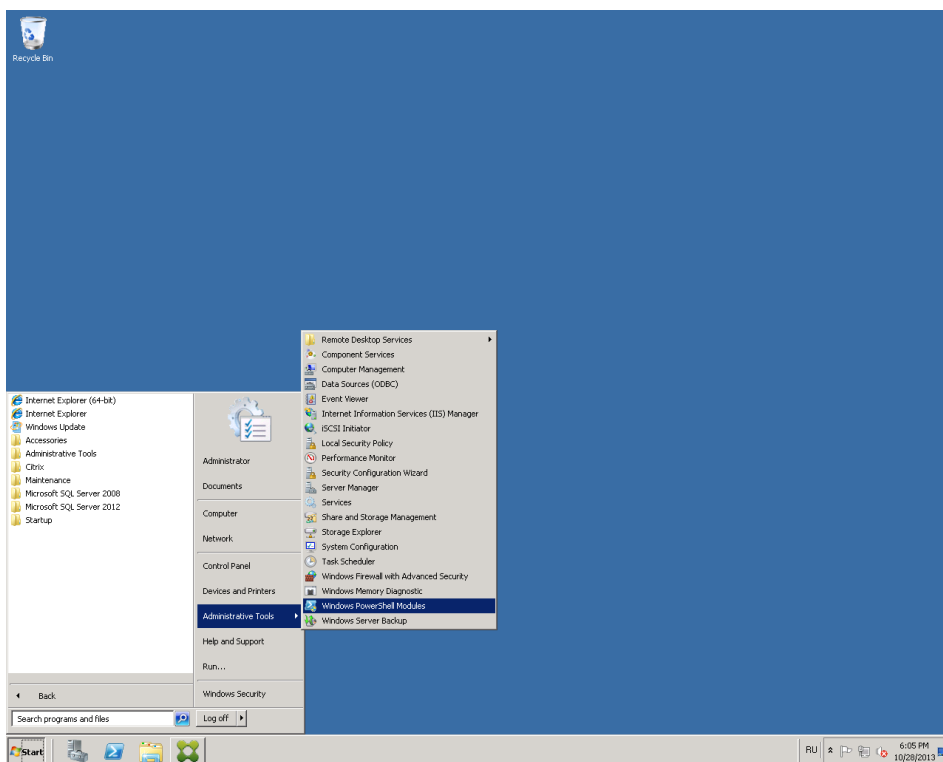 Recycle Bin
Remote Desktop Services
Component Services
Computer Management
Data Sources (ODBC)
Event Viewer
Internet Information Services (IIS) Manager
iSCSI Initiator
Local Security Policy
Performance Monitor
Security Configuration Wizard
Server Manager
Services
Share and Storage Management
Storage Explorer
System Configuration
Task Scheduler
Windows Firewall with Advanced Security
Windows Memory Diagnostic
Windows PowerShell Modules
Windows Server Backup
Internet Explorer (64-bit)
Internet Explorer
Windows Update
Accessories
Administrative Tools
Citrix
Maintenance
Microsoft SQL Server 2008
Microsoft SQL Server 2012
Startup
Back
Search programs and files
Administrator
Documents
Computer
Network
Control Panel
Devices and Printers
Administrative Tools
Help and Support
Run...
Windows Security
Log off
Start
RU
6:05 PM
10/28/2013